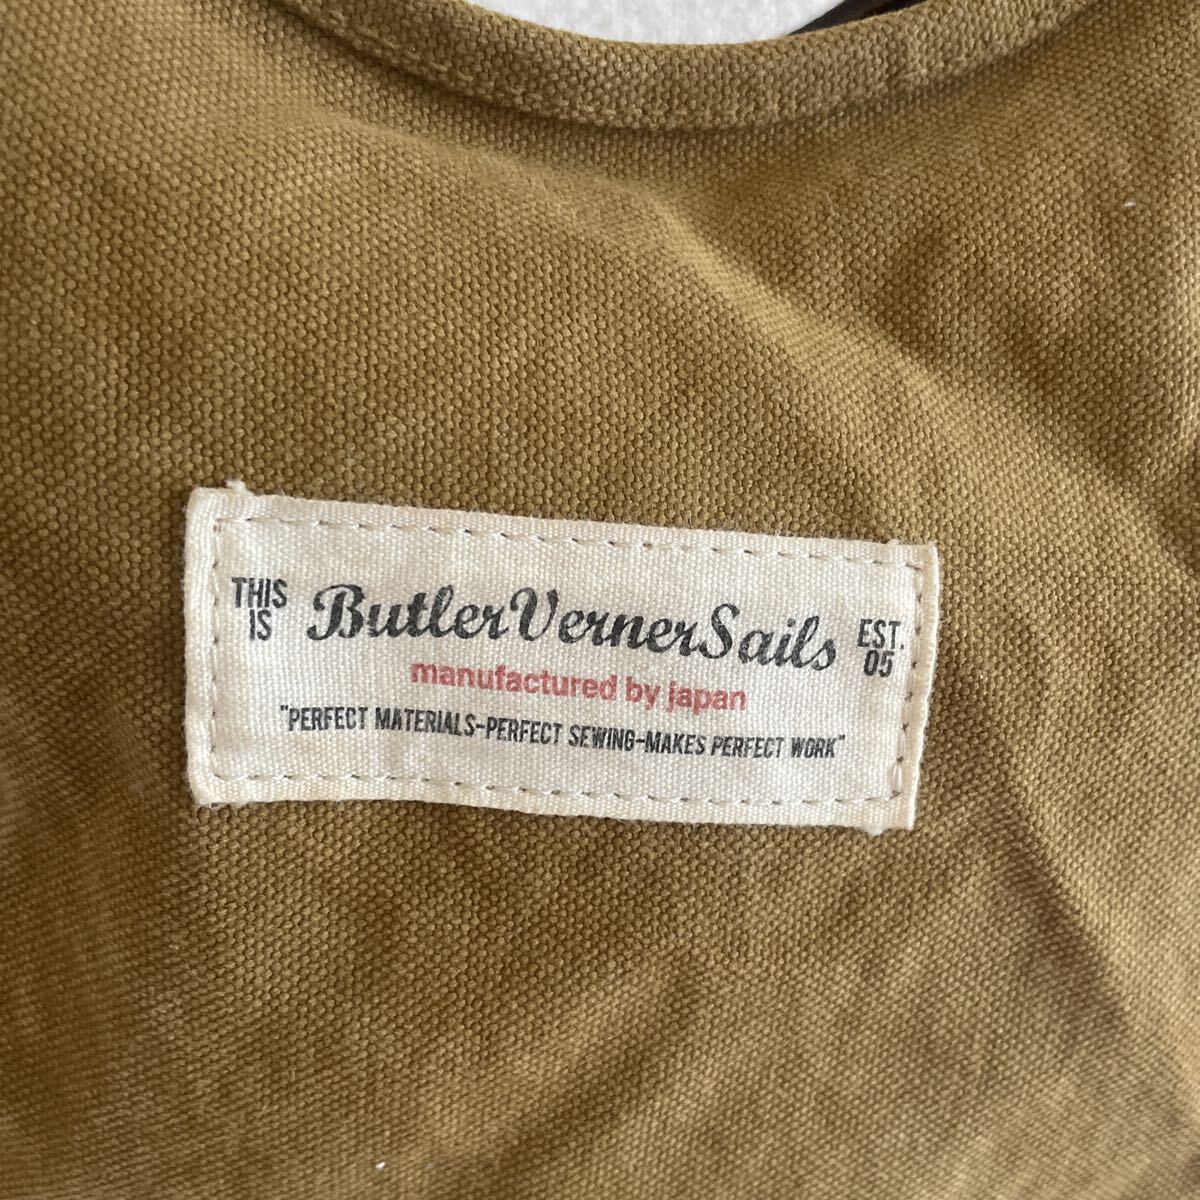 THIS IS ButlerVernerSails EST. 05
manufactured by japan
"PERFECT MATERIALS-PERFECT SEWING-MAKES PERFECT WORK"